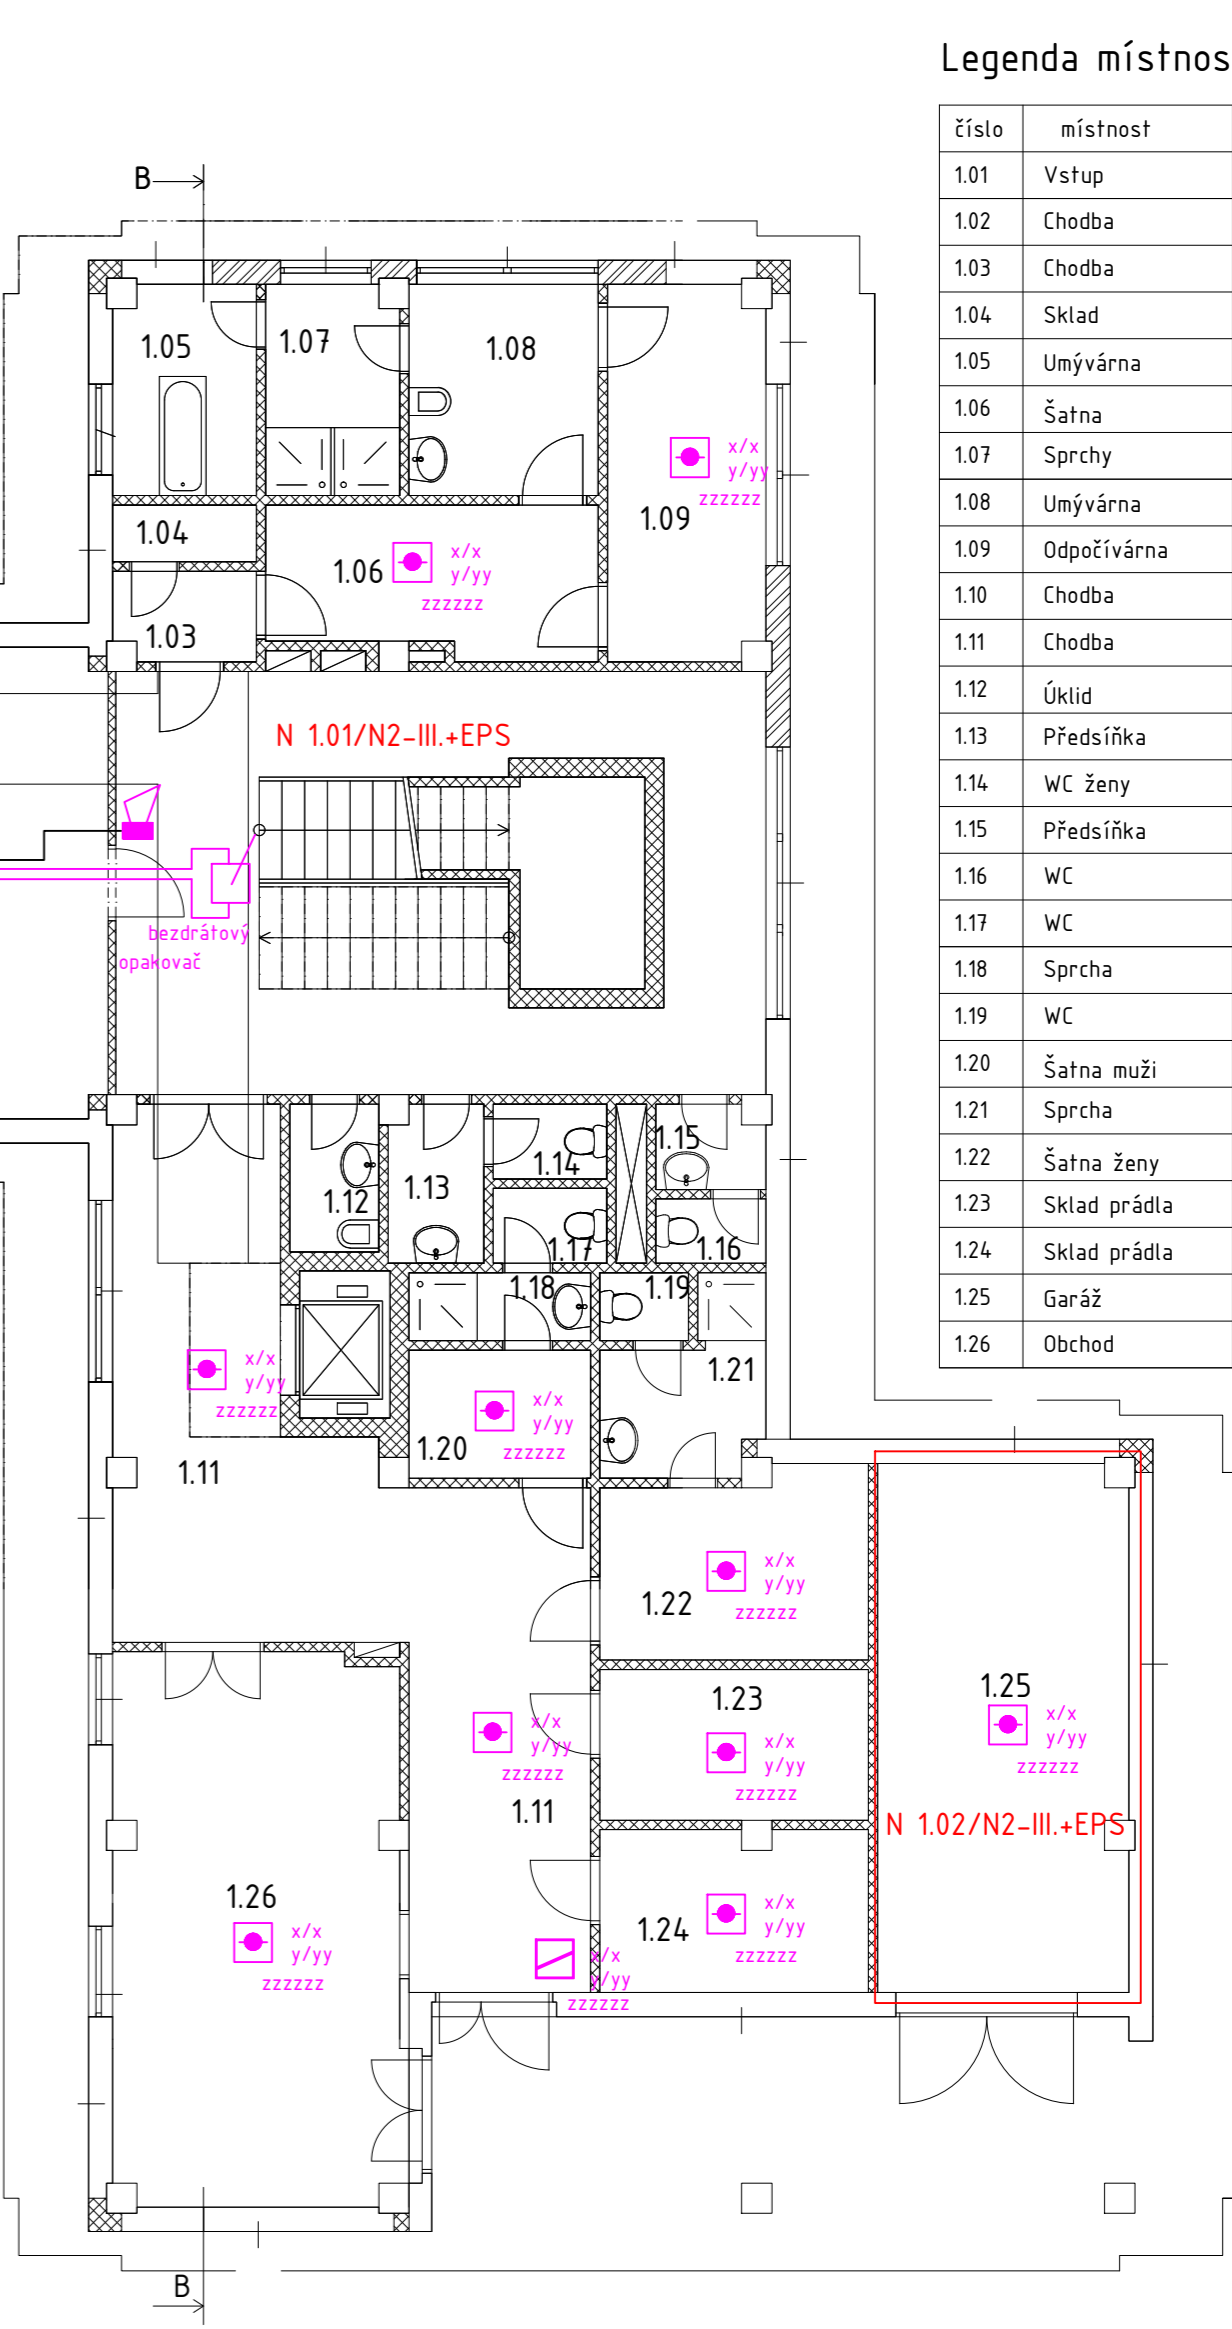 Legenda místnos
číslo místnost
1.01 Vstup
1.02 Chodba
1.03 Chodba
1.04 Sklad
1.05 Umývárna
1.06 Šatna
1.07 Sprchy
1.08 Umývárna
1.09 Odpočívárna
1.10 Chodba
1.11 Chodba
1.12 Úklid
1.13 Předsíňka
1.14 WC ženy
1.15 Předsíňka
1.16 WC
1.17 WC
1.18 Sprcha
1.19 WC
1.20 Šatna muži
1.21 Sprcha
1.22 Šatna ženy
1.23 Sklad prádla
1.24 Sklad prádla
1.25 Garáž
1.26 Obchod
B
1.05
1.07
1.08
x/x
y/yy
zzzzzz
1.09
1.04
1.06
x/x
y/yy
zzzzzz
1.03
N 1.01/N2-III.+EPS
bezdrátový
opakovač
1.15
1.14
1.13
1.12
1.17
1.16
1.18
1.19
x/x
y/yy
zzzzzz
1.21
x/x
y/yy
zzzzzz
1.20
1.11
x/x
y/yy
zzzzzz
1.22
1.25
1.23
x/x
y/yy
zzzzzz
x/x
y/yy
zzzzzz
x/x
y/yy
zzzzzz
1.11
N 1.02/N2-III.+EPS
1.26
x/x
y/yy
zzzzzz
1.24
x/x
y/yy
zzzzzz
x/x
y/yy
zzzzzz
B